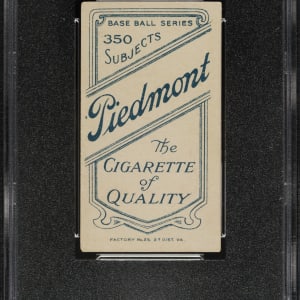 BASE BALL SERIES
350
SUBJECTS
Piedmont
The
CIGARETTE
of
QUALITY
FACTORY No 25, 2nd DIST. VA.